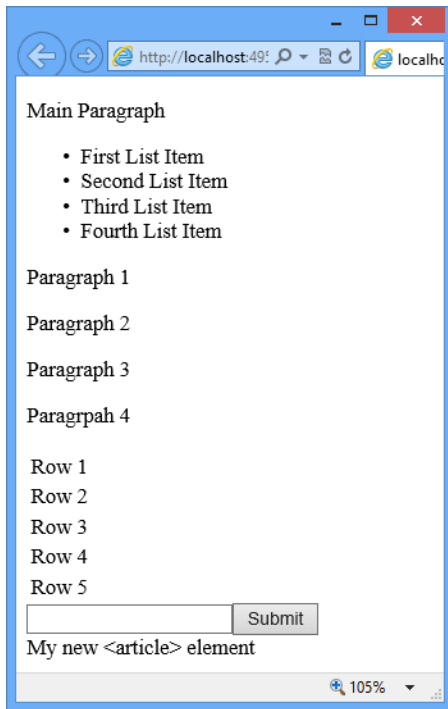 http://localhost:495
localho
Main Paragraph
• First List Item
• Second List Item
• Third List Item
• Fourth List Item
Paragraph 1
Paragraph 2
Paragraph 3
Paragrpah 4
Row 1
Row 2
Row 3
Row 4
Row 5
Submit
My new <article> element
105%